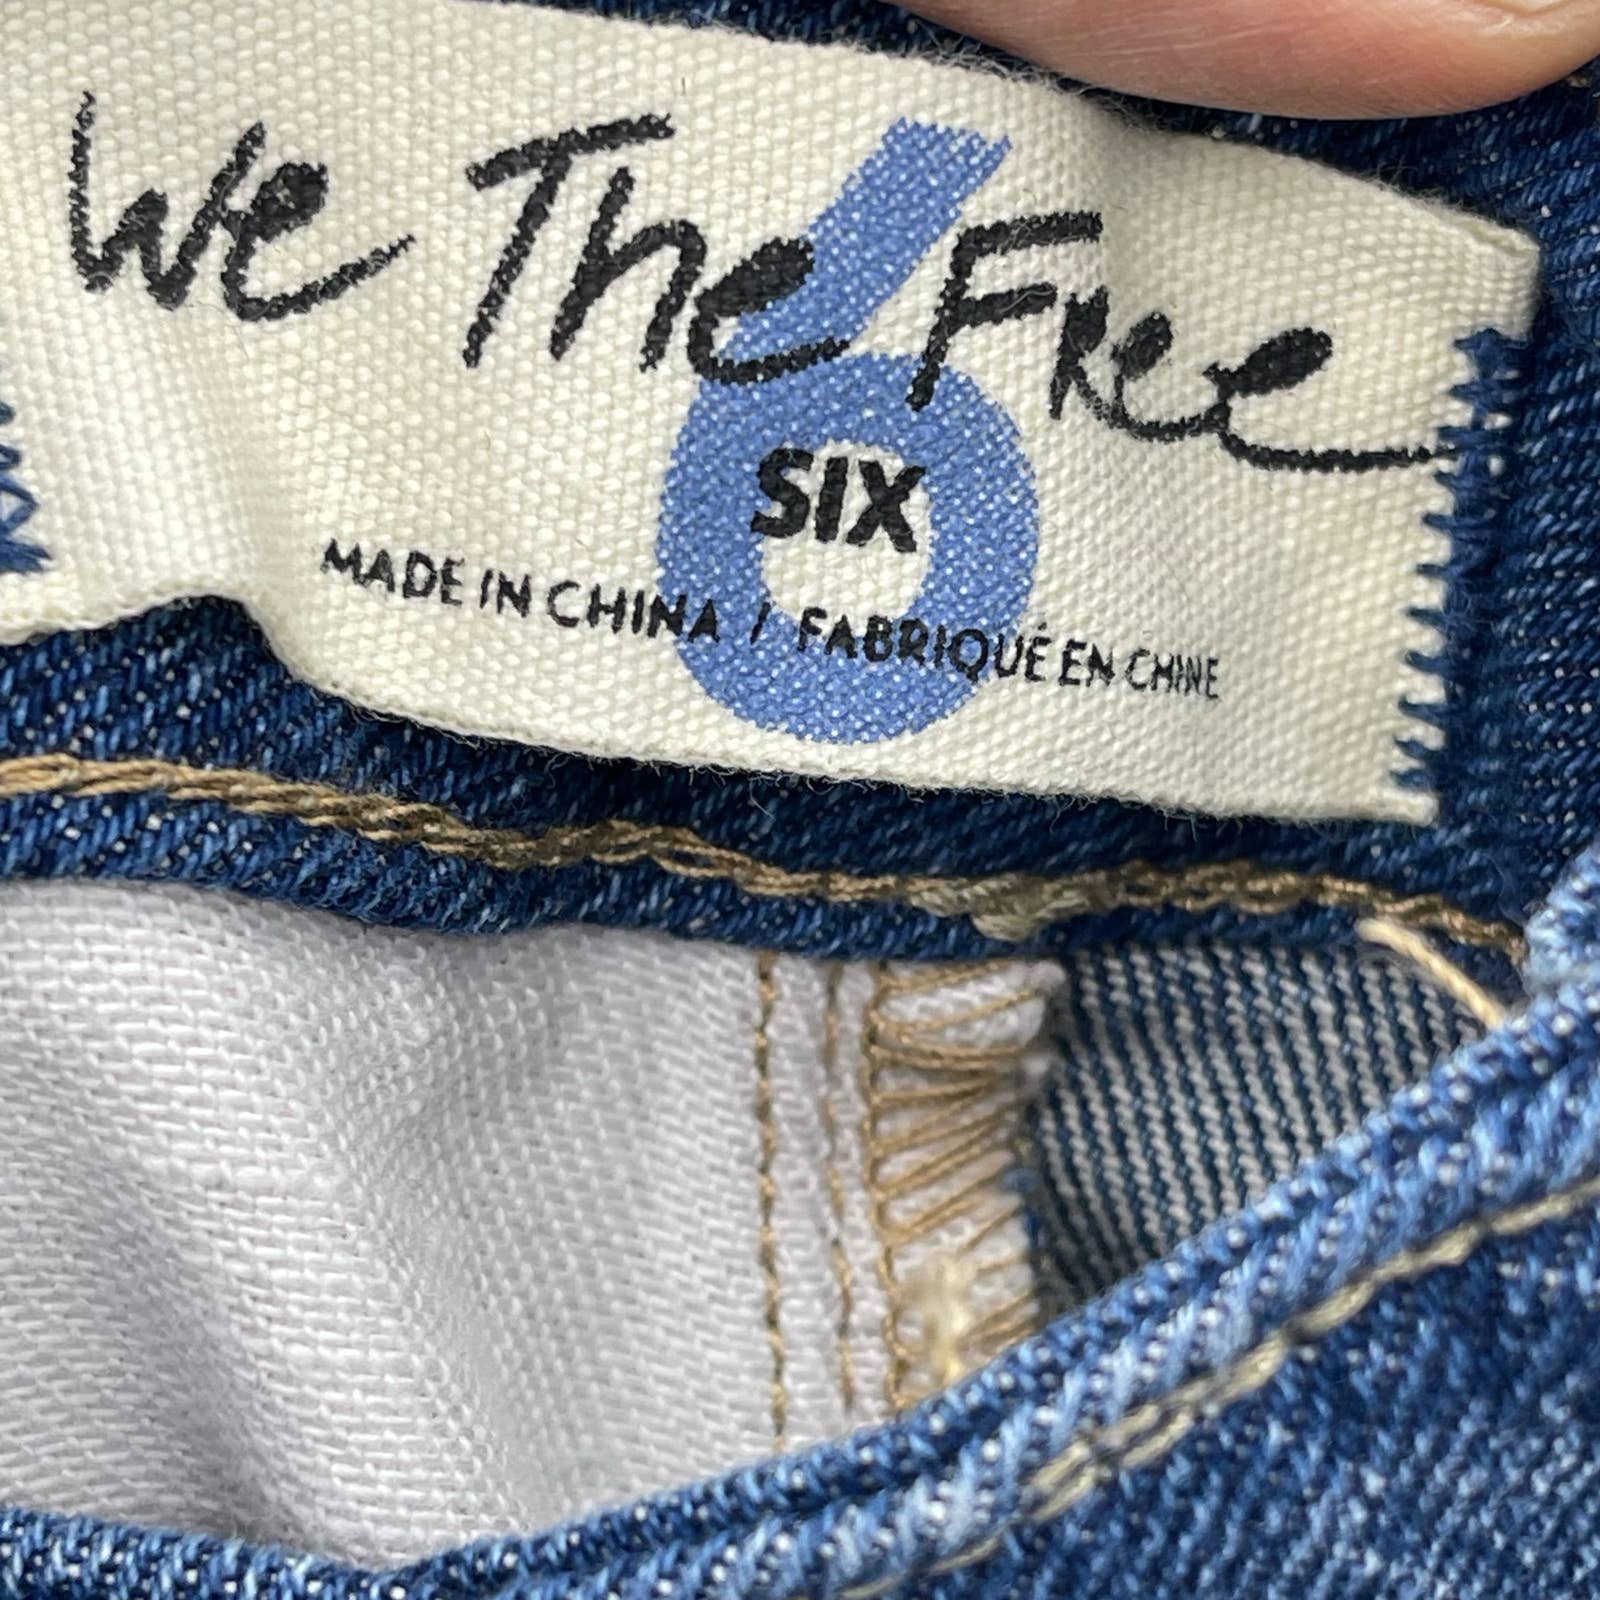 We The Free
6
SIX
MADE IN CHINA / FABRIQUÉ EN CHINE